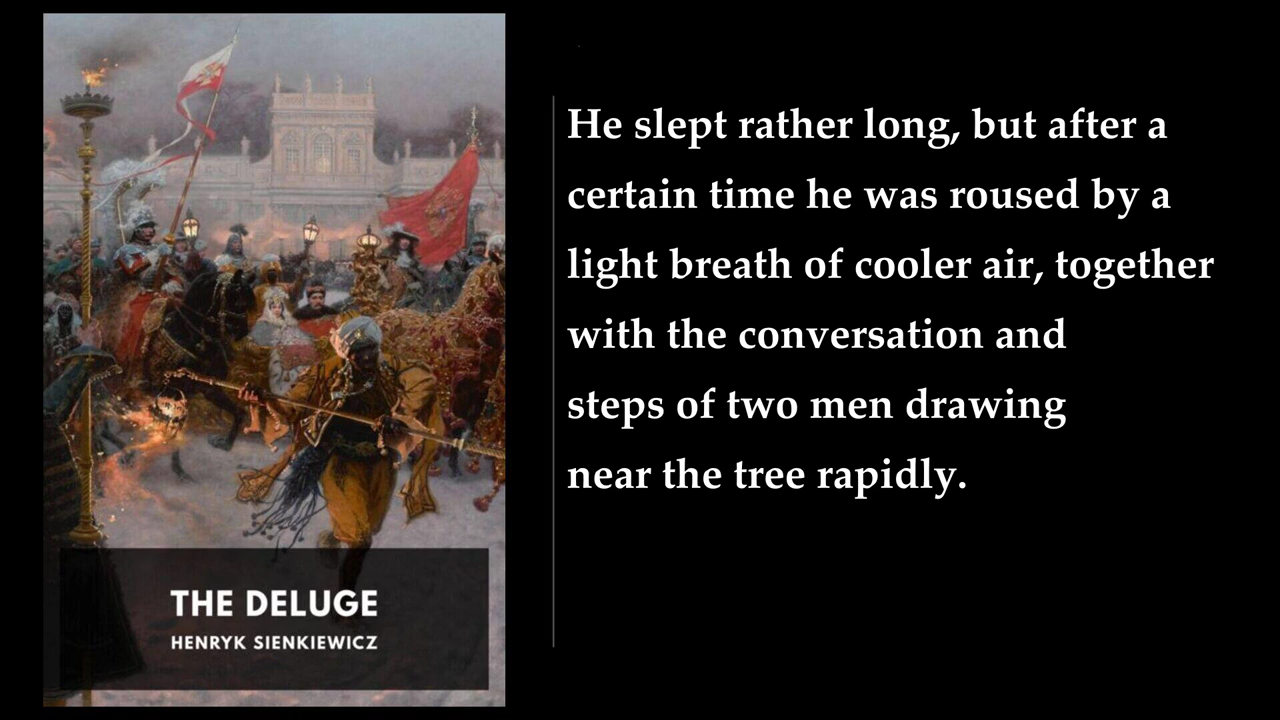 THE DELUGE
HENRYK SIENKIEWICZ
He slept rather long, but after a
certain time he was roused by a
light breath of cooler air, together
with the conversation and
steps of two men drawing
near the tree rapidly.